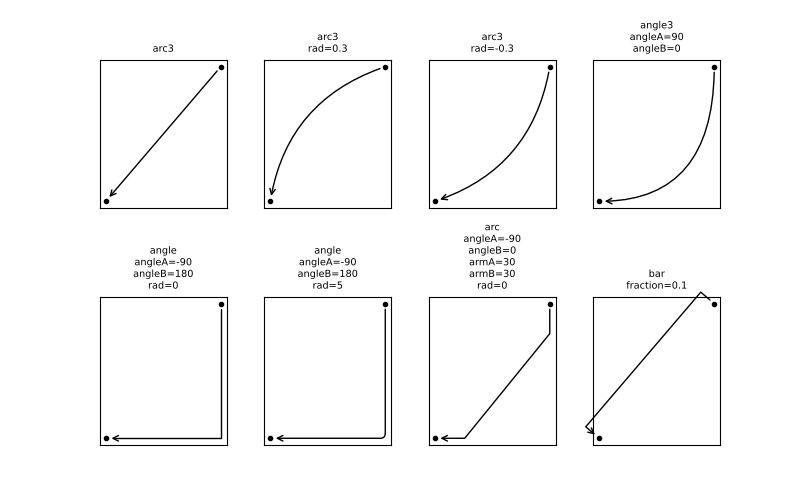 arc3
arc3
rad=0.3
arc3
rad=-0.3
angle3
angleA=90
angleB=0
angle
angleA=-90
angleB=180
rad=0
angle
angleA=-90
angleB=180
rad=5
arc
angleA=-90
angleB=0
armA=30
armB=30
rad=0
bar
fraction=0.1